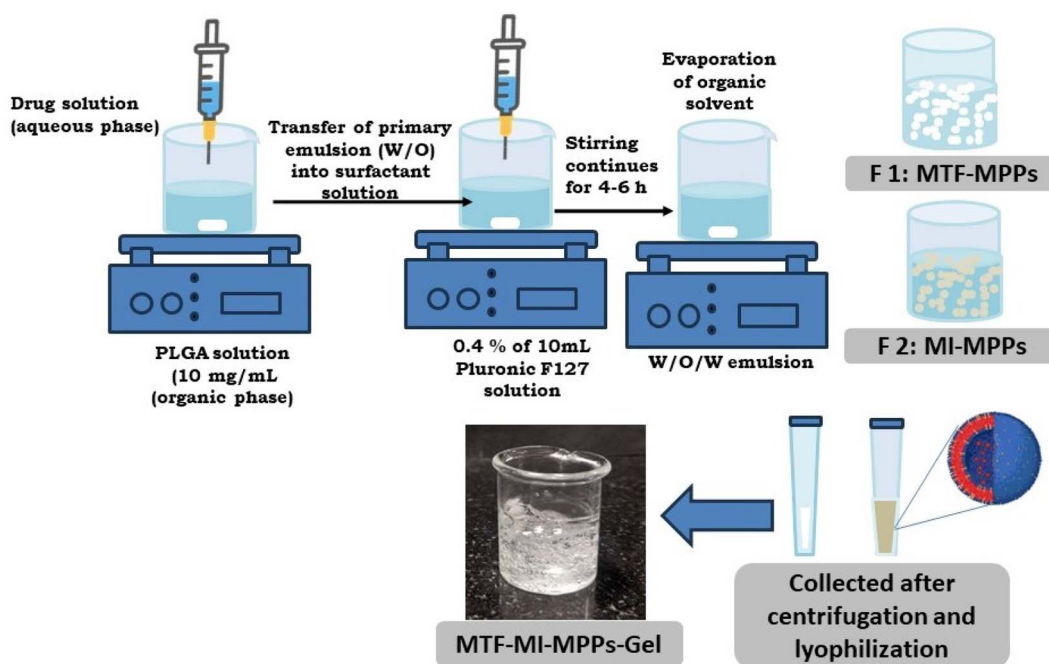 Drug solution
(aqueous phase)
Transfer of primary
emulsion (W/O)
into surfactant
solution
Stirring
continues
for 4-6 h
Evaporation
of organic
solvent
F 1: MTF-MPPs
F 2: MI-MPPs
PLGA solution
(10 mg/mL
(organic phase)
0.4 % of 10mL
Pluronic F127
solution
W/O/W emulsion
MTF-MI-MPPs-Gel
Collected after
centrifugation and
lyophilization